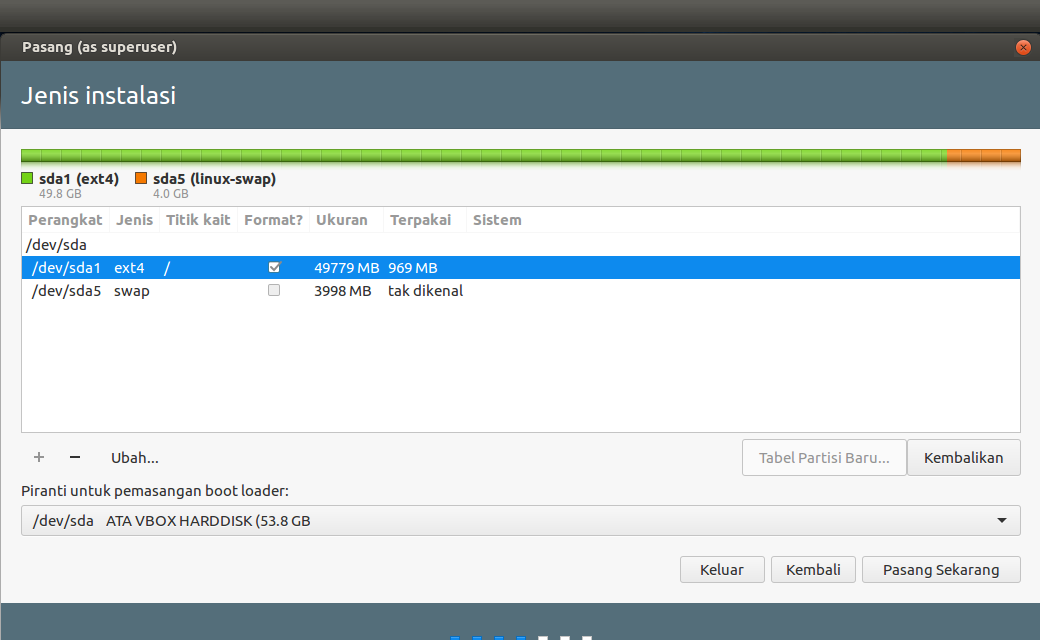 Pasang (as superuser)
Jenis instalasi
sda1 (ext4) sda5 (linux-swap)
49.8 GB 4.0 GB
Perangkat Jenis Titik kait Format? Ukuran Terpakai Sistem
/dev/sda
/dev/sda1 ext4 / 49779 MB 969 MB
/dev/sda5 swap 3998 MB tak dikenal
+ − Ubah... Tabel Partisi Baru... Kembalikan
Piranti untuk pemasangan boot loader:
/dev/sda ATA VBOX HARDDISK (53.8 GB
Keluar Kembali Pasang Sekarang